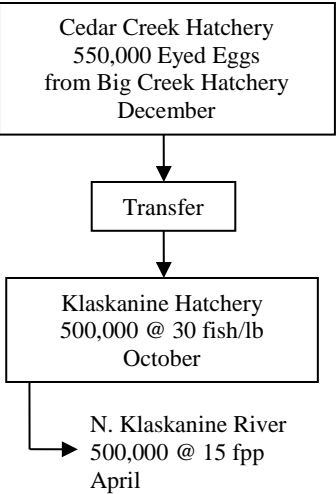 Cedar Creek Hatchery
550,000 Eyed Eggs
from Big Creek Hatchery
December
Transfer
Klaskanine Hatchery
500,000 @ 30 fish/lb
October
N. Klaskanine River
500,000 @ 15 fpp
April